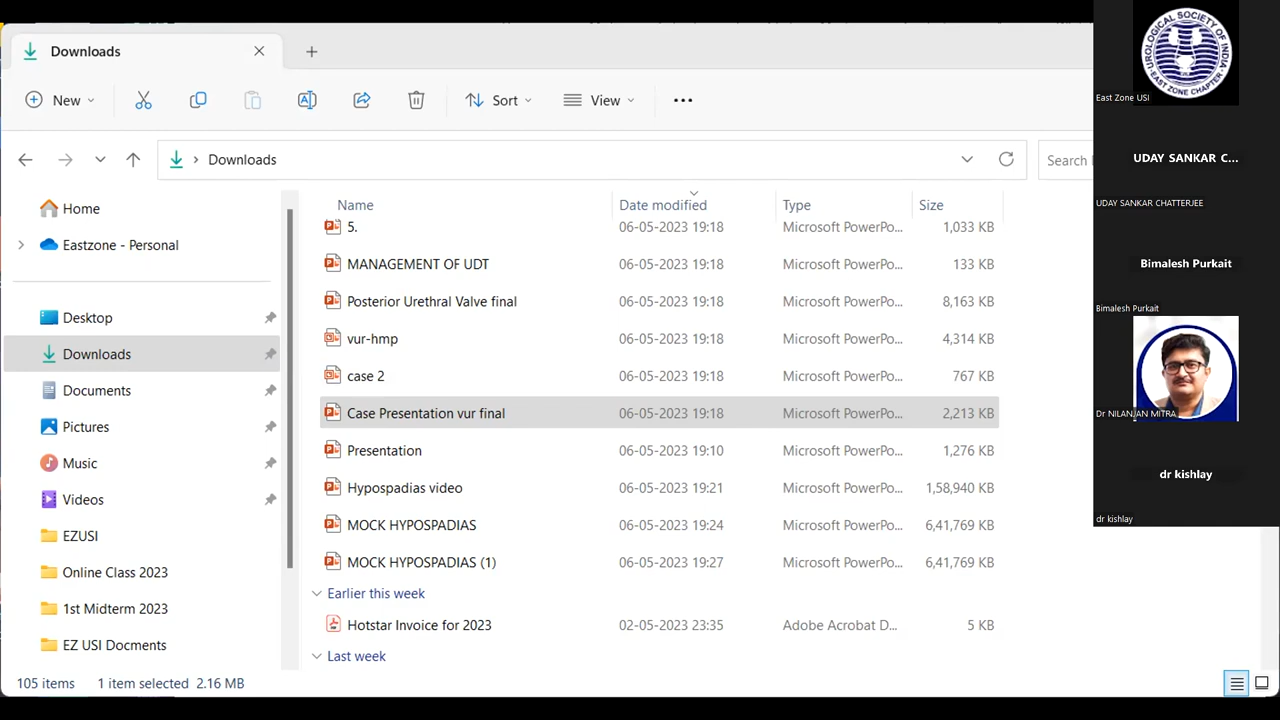 Downloads
New
Sort
View
Downloads
Search
Home
Eastzone - Personal
Desktop
Downloads
Documents
Pictures
Music
Videos
EZUSI
Online Class 2023
1st Midterm 2023
EZ USI Docments
Name Date modified Type Size
5. 06-05-2023 19:18 Microsoft PowerPo... 1,033 KB
MANAGEMENT OF UDT 06-05-2023 19:18 Microsoft PowerPo... 133 KB
Posterior Urethral Valve final 06-05-2023 19:18 Microsoft PowerPo... 8,163 KB
vur-hmp 06-05-2023 19:18 Microsoft PowerPo... 4,314 KB
case 2 06-05-2023 19:18 Microsoft PowerPo... 767 KB
Case Presentation vur final 06-05-2023 19:18 Microsoft PowerPo... 2,213 KB
Presentation 06-05-2023 19:10 Microsoft PowerPo... 1,276 KB
Hypospadias video 06-05-2023 19:21 Microsoft PowerPo... 1,58,940 KB
MOCK HYPOSPADIAS 06-05-2023 19:24 Microsoft PowerPo... 6,41,769 KB
MOCK HYPOSPADIAS (1) 06-05-2023 19:27 Microsoft PowerPo... 6,41,769 KB
Earlier this week
Hotstar Invoice for 2023 02-05-2023 23:35 Adobe Acrobat D... 5 KB
Last week
105 items 1 item selected 2.16 MB
UROLOGICAL SOCIETY OF INDIA
EAST ZONE CHAPTER
East Zone USI
UDAY SANKAR C...
UDAY SANKAR CHATTERJEE
Bimalesh Purkait
Bimalesh Purkait
Dr NILANJAN MITRA
dr kishlay
dr kishlay